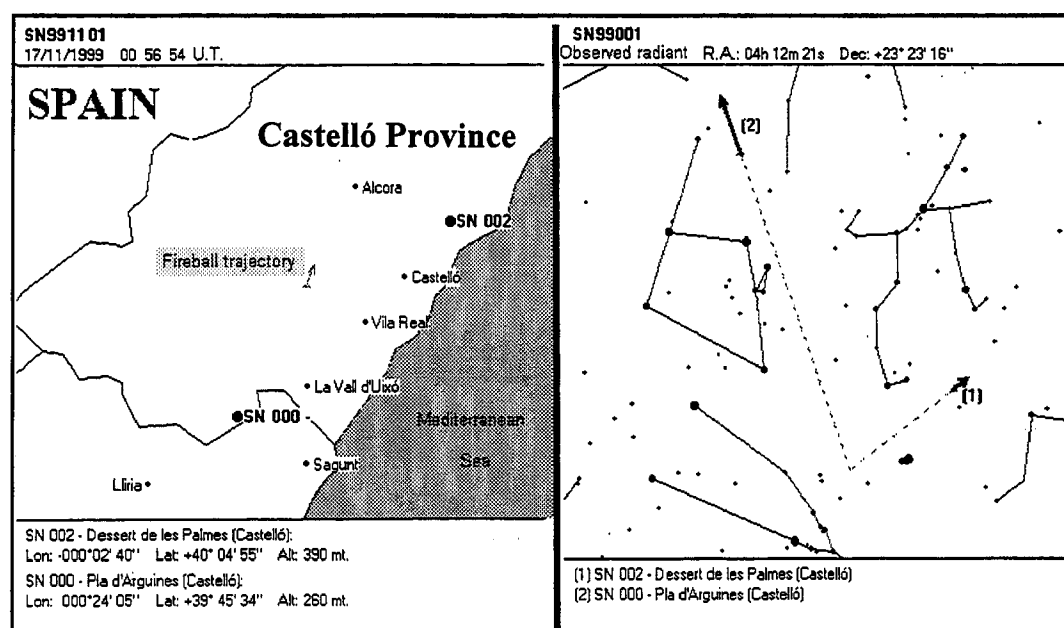 SN991101
17/11/1999 00 56 54 U.T.
SPAIN
Castelló Province
Alcora
SN 002
Fireball trajectory
Castelló
Vila Real
La Vall d'Uixó
SN 000
Mediterranean
Sea
Sagunt
Llíria
SN 002 - Dessert de les Palmes (Castelló):
Lon: -000°02' 40'' Lat: +40° 04' 55'' Alt: 390 mt.
SN 000 - Pla d'Arguines (Castelló):
Lon: 000°24' 05'' Lat: +39° 45' 34'' Alt: 260 mt.
SN99001
Observed radiant R.A.: 04h 12m 21s Dec: +23° 23' 16''
(2)
(1)
(1) SN 002 - Dessert de les Palmes (Castelló)
(2) SN 000 - Pla d'Arguines (Castelló)